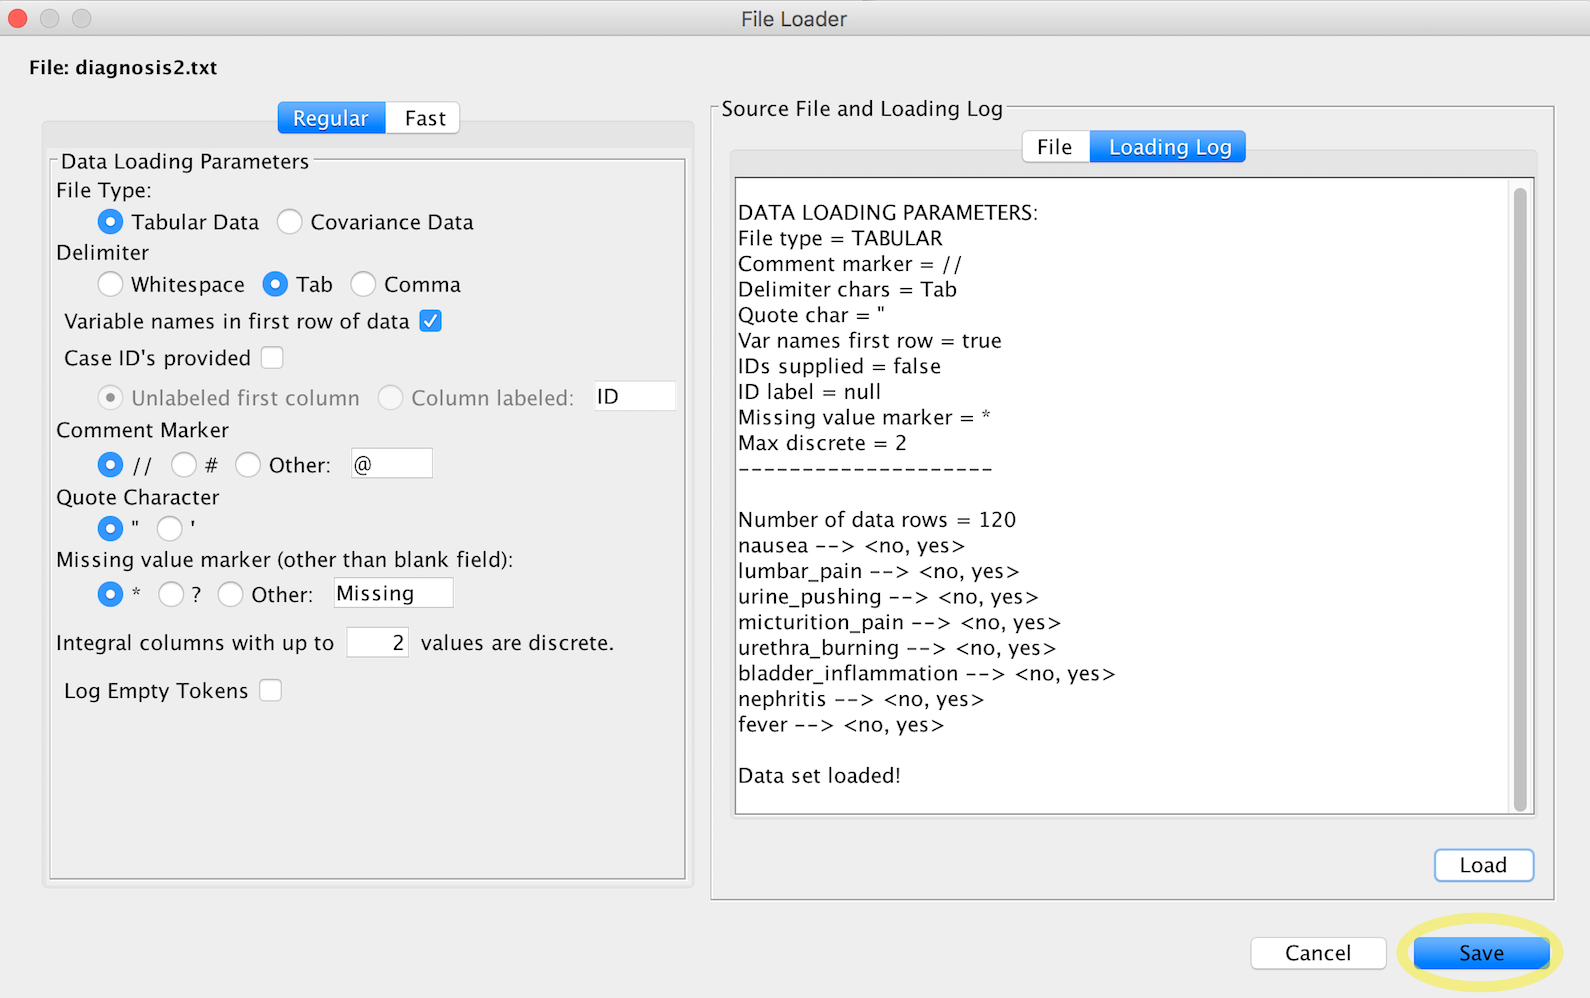 File Loader
File: diagnosis2.txt
Regular Fast
Data Loading Parameters
File Type:
Tabular Data Covariance Data
Delimiter
Whitespace Tab Comma
Variable names in first row of data
Case ID's provided
Unlabeled first column Column labeled: ID
Comment Marker
// # Other: @
Quote Character
" '
Missing value marker (other than blank field):
* ? Other: Missing
Integral columns with up to 2 values are discrete.
Log Empty Tokens
Source File and Loading Log
File Loading Log
DATA LOADING PARAMETERS:
File type = TABULAR
Comment marker = //
Delimiter chars = Tab
Quote char = "
Var names first row = true
IDs supplied = false
ID label = null
Missing value marker = *
Max discrete = 2
--------------------
Number of data rows = 120
nausea --> <no, yes>
lumbar_pain --> <no, yes>
urine_pushing --> <no, yes>
micturition_pain --> <no, yes>
urethra_burning --> <no, yes>
bladder_inflammation --> <no, yes>
nephritis --> <no, yes>
fever --> <no, yes>
Data set loaded!
Load
Cancel Save